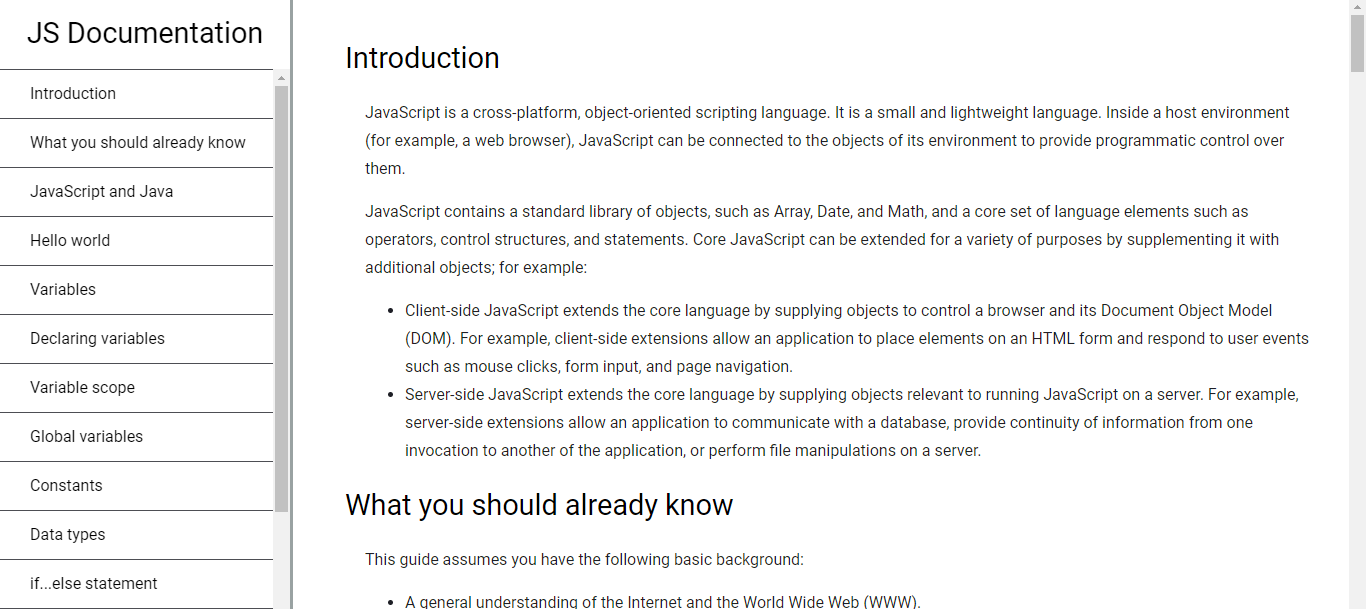 JS Documentation
Introduction
What you should already know
JavaScript and Java
Hello world
Variables
Declaring variables
Variable scope
Global variables
Constants
Data types
if...else statement
Introduction
JavaScript is a cross-platform, object-oriented scripting language. It is a small and lightweight language. Inside a host environment
(for example, a web browser), JavaScript can be connected to the objects of its environment to provide programmatic control over
them.
JavaScript contains a standard library of objects, such as Array, Date, and Math, and a core set of language elements such as
operators, control structures, and statements. Core JavaScript can be extended for a variety of purposes by supplementing it with
additional objects; for example:
• Client-side JavaScript extends the core language by supplying objects to control a browser and its Document Object Model
(DOM). For example, client-side extensions allow an application to place elements on an HTML form and respond to user events
such as mouse clicks, form input, and page navigation.
• Server-side JavaScript extends the core language by supplying objects relevant to running JavaScript on a server. For example,
server-side extensions allow an application to communicate with a database, provide continuity of information from one
invocation to another of the application, or perform file manipulations on a server.
What you should already know
This guide assumes you have the following basic background:
• A general understanding of the Internet and the World Wide Web (WWW).